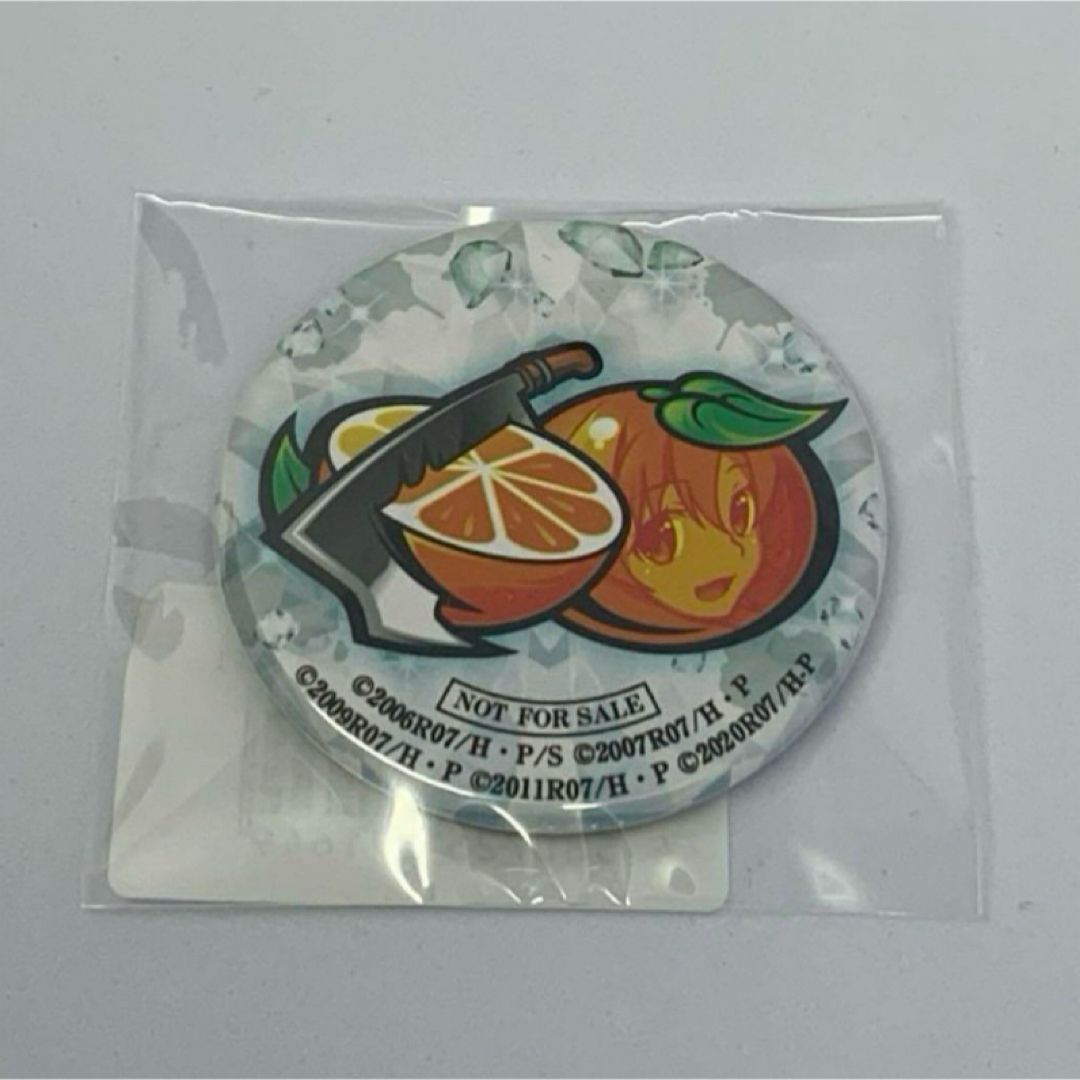 NOT FOR SALE
©2006R07/H・P/S ©2007R07/H・P
©2009R07/H・P ©2011R07/H・P ©2020R07/H-P